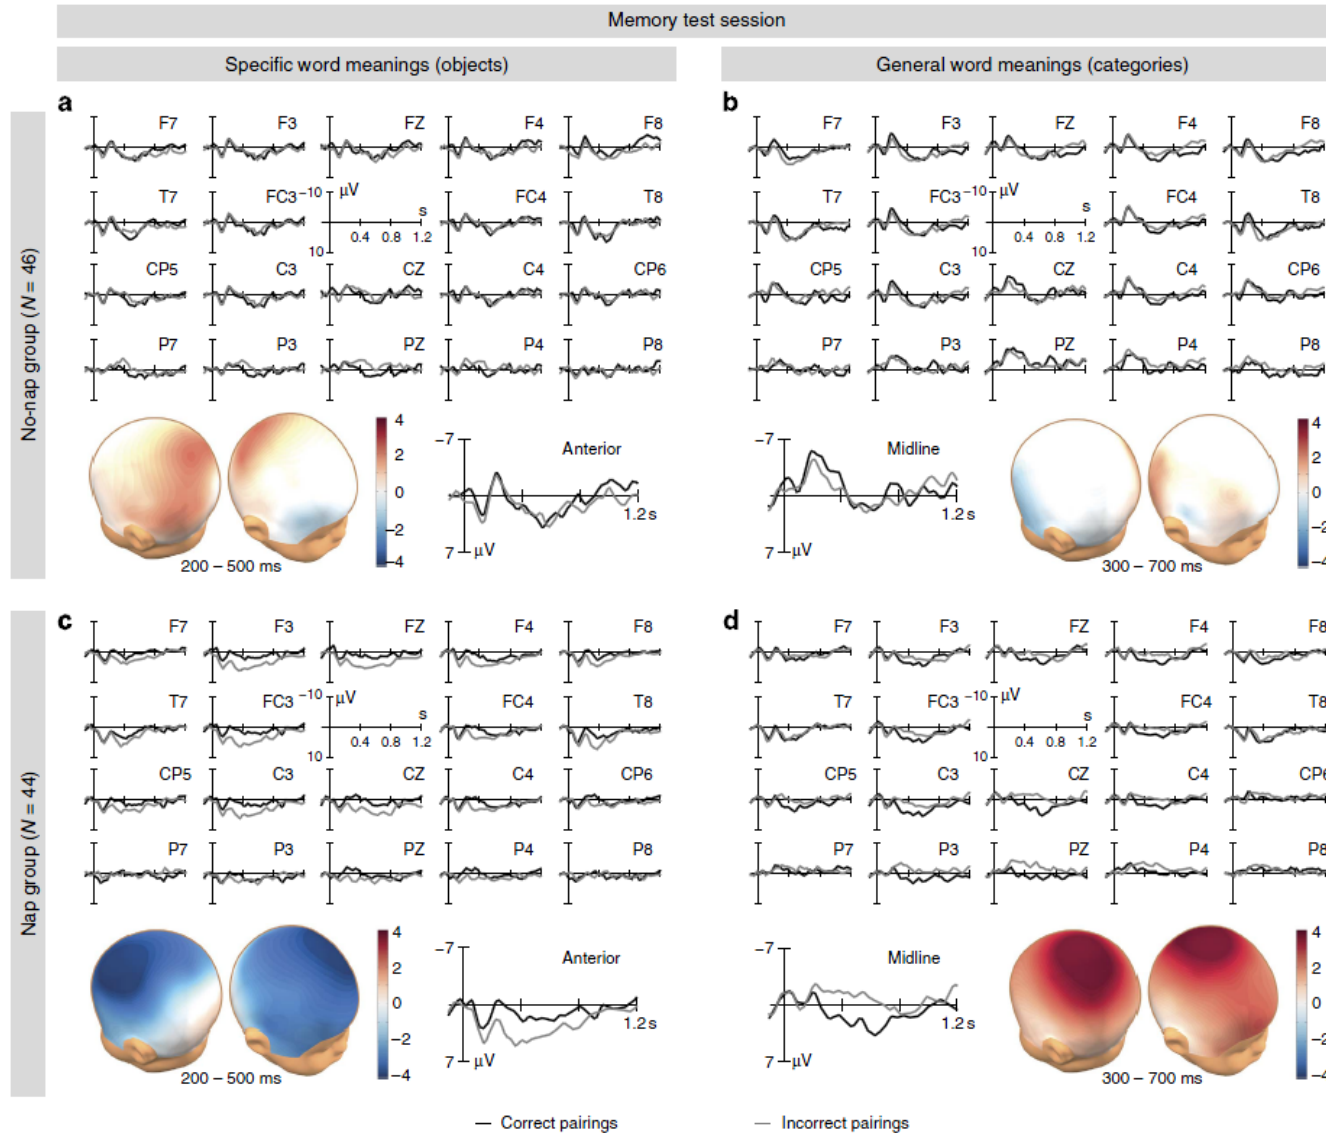 Memory test session
Specific word meanings (objects)
General word meanings (categories)
No-nap group (N = 46)
a
F7 F3 FZ F4 F8
T7 FC3 −10 μV s FC4 T8
10 0.4 0.8 1.2
CP5 C3 CZ C4 CP6
P7 P3 PZ P4 P8
4
2
0
−2
−4
200 – 500 ms
−7
Anterior
1.2 s
7 μV
b
F7 F3 FZ F4 F8
T7 FC3 −10 μV s FC4 T8
10 0.4 0.8 1.2
CP5 C3 CZ C4 CP6
P7 P3 PZ P4 P8
−7
Midline
1.2 s
7 μV
4
2
0
−2
−4
300 – 700 ms
Nap group (N = 44)
c
F7 F3 FZ F4 F8
T7 FC3 −10 μV s FC4 T8
10 0.4 0.8 1.2
CP5 C3 CZ C4 CP6
P7 P3 PZ P4 P8
4
2
0
−2
−4
200 – 500 ms
−7
Anterior
1.2 s
7 μV
d
F7 F3 FZ F4 F8
T7 FC3 −10 μV s FC4 T8
10 0.4 0.8 1.2
CP5 C3 CZ C4 CP6
P7 P3 PZ P4 P8
−7
Midline
1.2 s
7 μV
4
2
0
−2
−4
300 – 700 ms
Correct pairings
Incorrect pairings